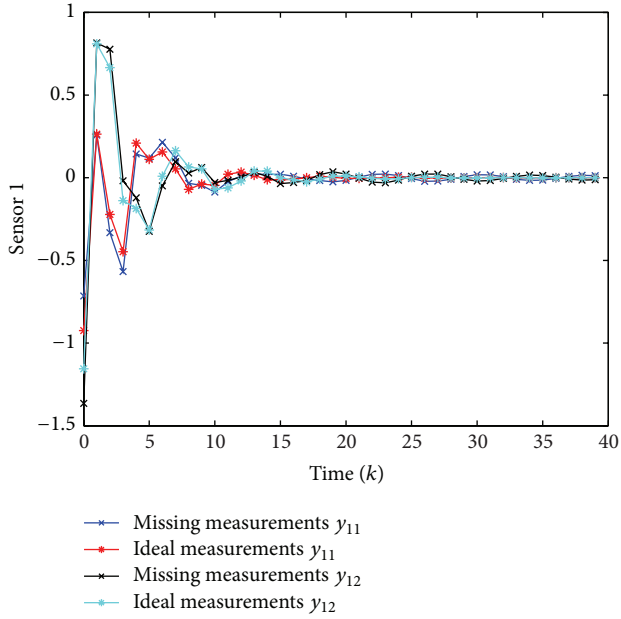 1
0.5
0
−0.5
−1
−1.5
Sensor 1
0 5 10 15 20 25 30 35 40
Time (k)
Missing measurements y11
Ideal measurements y11
Missing measurements y12
Ideal measurements y12